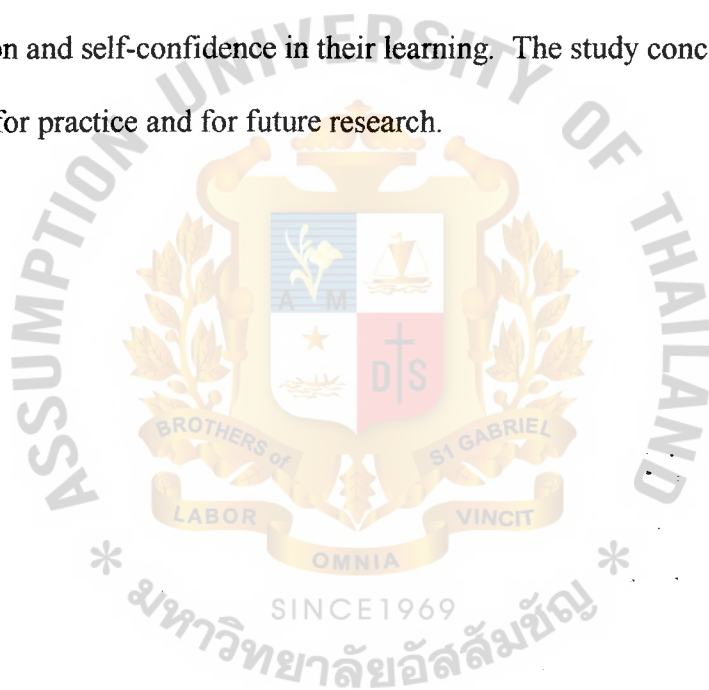 on and self-confidence in their learning. The study conc
for practice and for future research.
ASSUMPTION UNIVERSITY OF THAILAND
A M
D S
BROTHERS of St GABRIEL
LABOR VINCIT
OMNIA
* *
SINCE1969
มหาวิทยาลัยอัสสัมชัญ